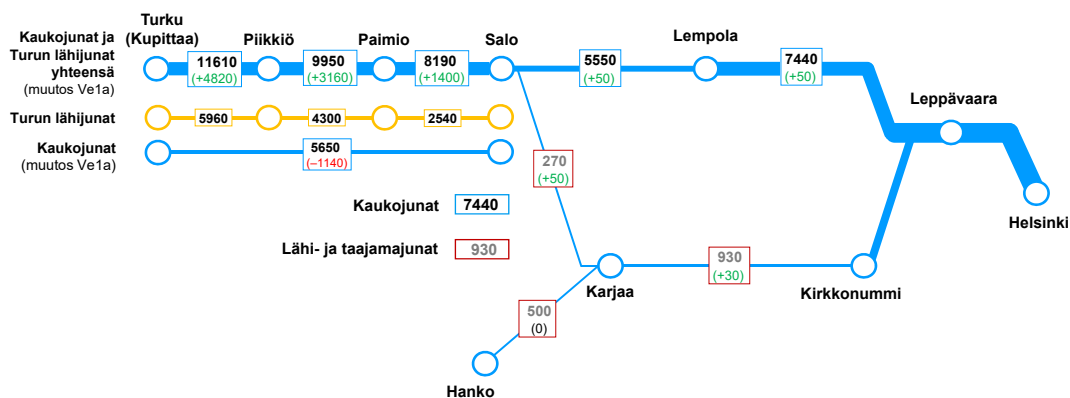 Kaukojunat ja
Turun lähijunat
yhteensä
(muutos Ve1a)
Turku
(Kupittaa)
Piikkiö
Paimio
Salo
Lempola
Leppävaara
Helsinki
11610
(+4820)
9950
(+3160)
8190
(+1400)
5550
(+50)
7440
(+50)
Turun lähijunat
5960
4300
2540
Kaukojunat
(muutos Ve1a)
5650
(–1140)
270
(+50)
Kaukojunat
7440
Lähi- ja taajamajunat
930
930
(+30)
Karjaa
Kirkkonummi
500
(0)
Hanko